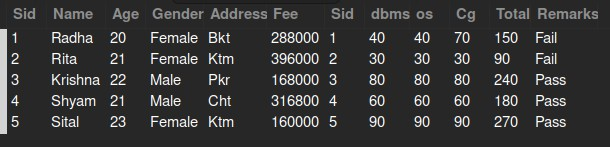 Sid Name Age Gender Address Fee Sid dbms os Cg Total Remarks
1 Radha 20 Female Bkt 288000 1 40 40 70 150 Fail
2 Rita 21 Female Ktm 396000 2 30 30 30 90 Fail
3 Krishna 22 Male Pkr 168000 3 80 80 80 240 Pass
4 Shyam 21 Male Cht 316800 4 60 60 60 180 Pass
5 Sital 23 Female Ktm 160000 5 90 90 90 270 Pass